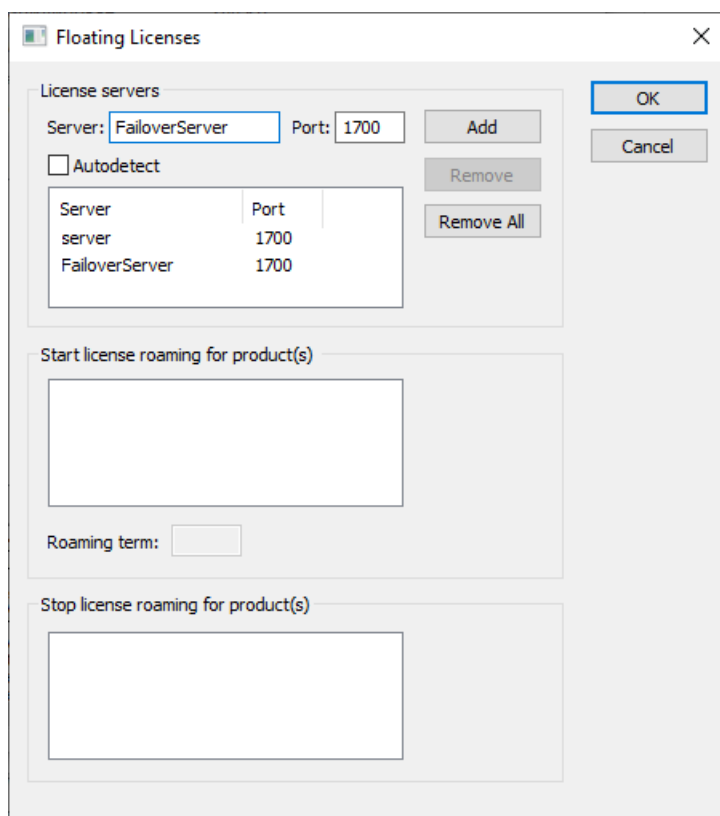 Floating Licenses
License servers
OK
Server: FailoverServer Port: 1700 Add
Cancel
Autodetect
Remove
Server Port
Remove All
server 1700
FailoverServer 1700
Start license roaming for product(s)
Roaming term:
Stop license roaming for product(s)